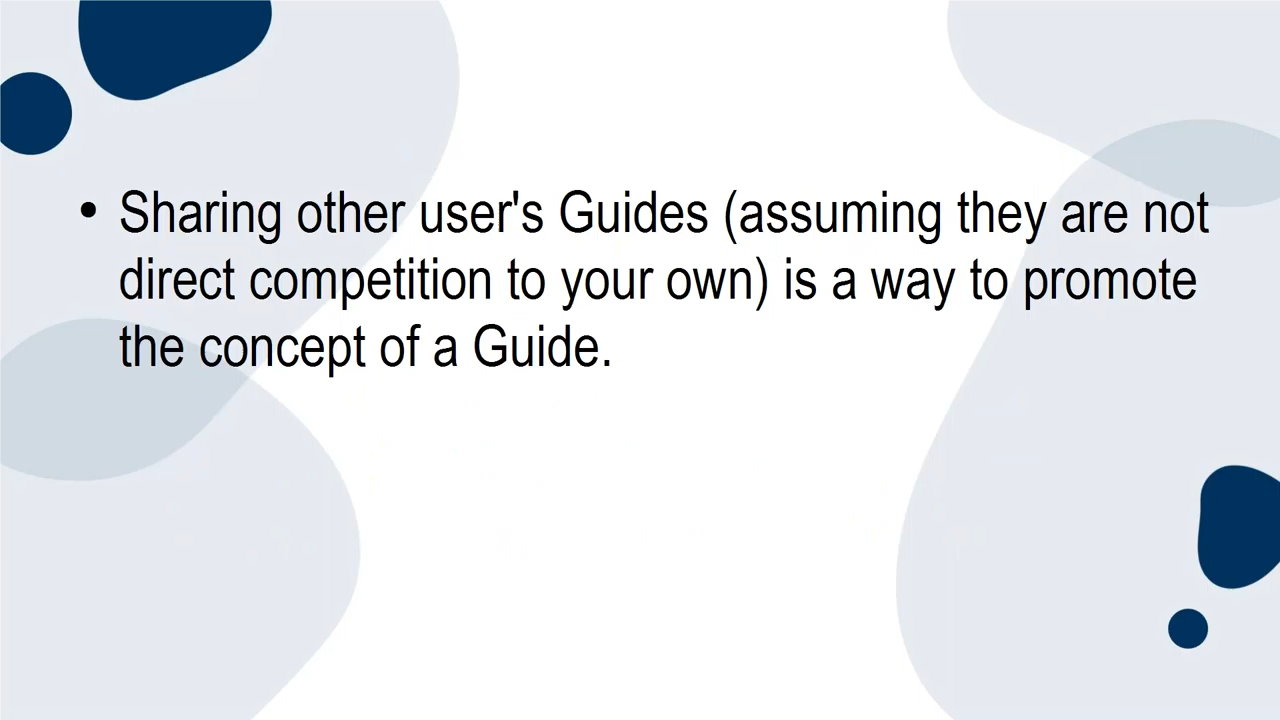 • Sharing other user's Guides (assuming they are not
direct competition to your own) is a way to promote
the concept of a Guide.